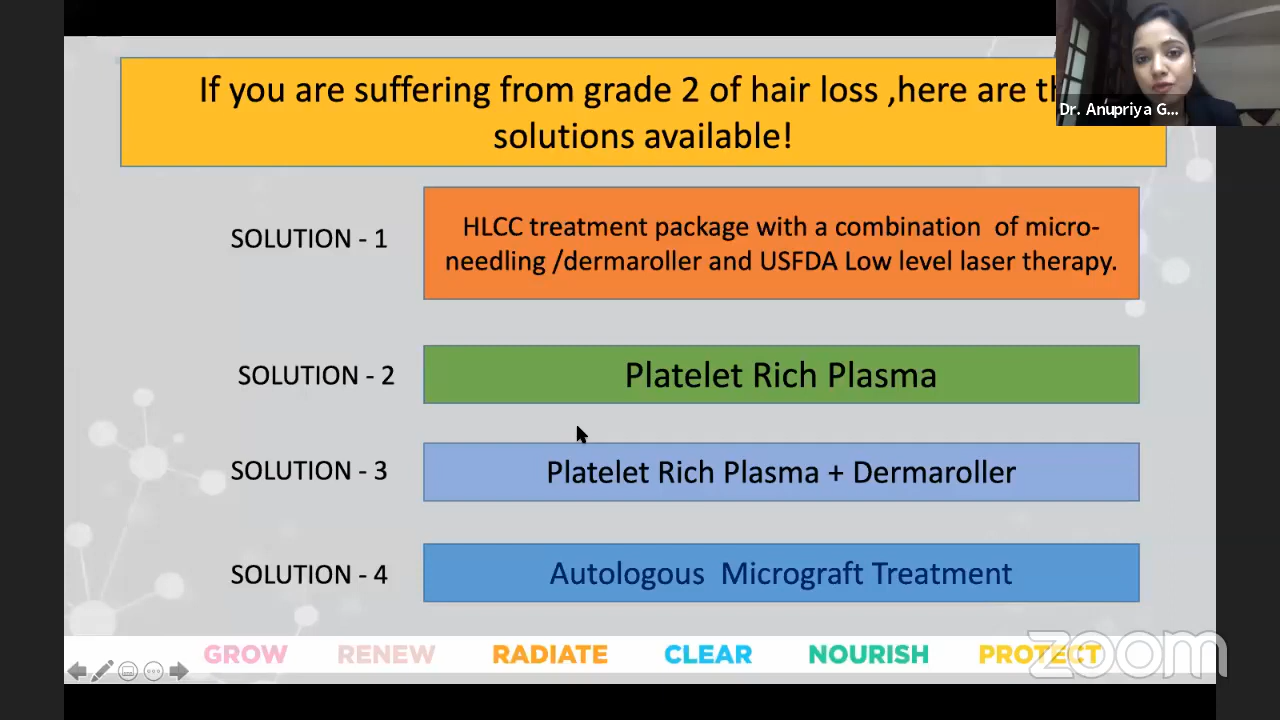 If you are suffering from grade 2 of hair loss ,here are
solutions available!
Dr. Anupriya G...
SOLUTION - 1
HLCC treatment package with a combination of micro-
needling /dermaroller and USFDA Low level laser therapy.
SOLUTION - 2
Platelet Rich Plasma
SOLUTION - 3
Platelet Rich Plasma + Dermaroller
SOLUTION - 4
Autologous Micrograft Treatment
GROW RENEW RADIATE CLEAR NOURISH PROTECT
zoom